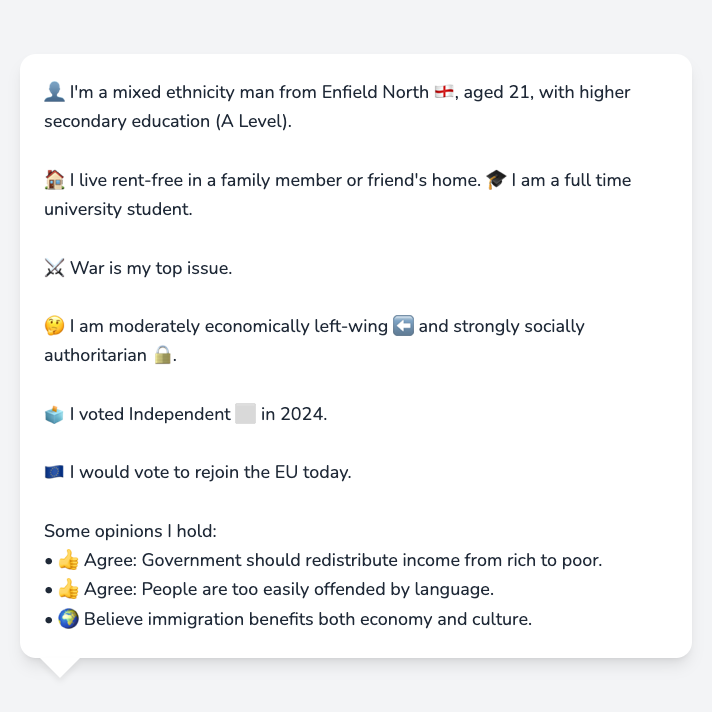 👤 I'm a mixed ethnicity man from Enfield North 🏴󠁧󠁢󠁥󠁮󠁧󠁿, aged 21, with higher
secondary education (A Level).
🏠 I live rent-free in a family member or friend's home. 🎓 I am a full time
university student.
⚔️ War is my top issue.
🤔 I am moderately economically left-wing ⬅️ and strongly socially
authoritarian 🔒.
🗳️ I voted Independent ⬜ in 2024.
🇪🇺 I would vote to rejoin the EU today.
Some opinions I hold:
• 👍 Agree: Government should redistribute income from rich to poor.
• 👍 Agree: People are too easily offended by language.
• 🌍 Believe immigration benefits both economy and culture.